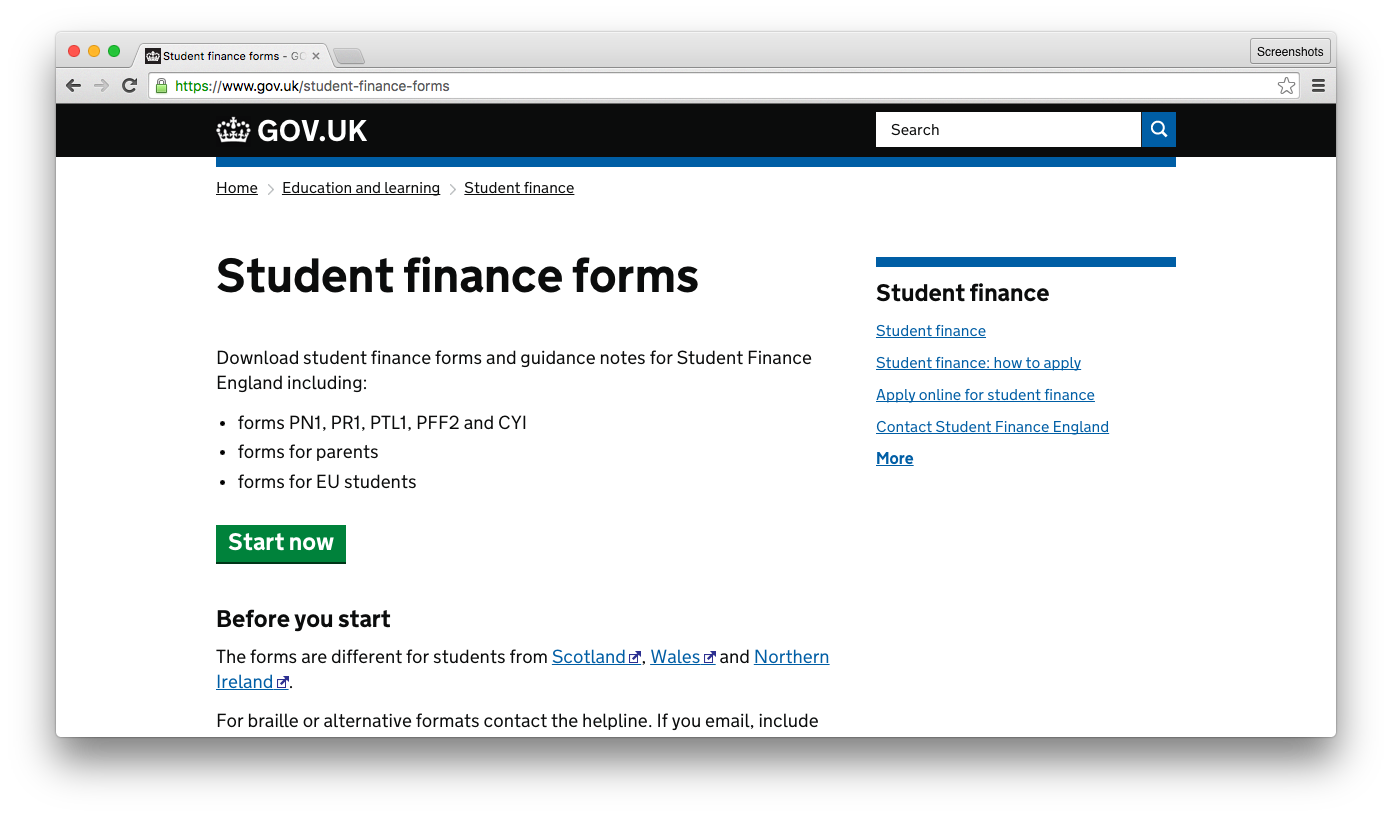 Student finance forms - GO
Screenshots
https://www.gov.uk/student-finance-forms
GOV.UK
Search
Home
Education and learning
Student finance
Student finance forms
Download student finance forms and guidance notes for Student Finance
England including:
• forms PN1, PR1, PTL1, PFF2 and CYI
• forms for parents
• forms for EU students
Start now
Before you start
The forms are different for students from Scotland, Wales and Northern
Ireland.
For braille or alternative formats contact the helpline. If you email, include
Student finance
Student finance
Student finance: how to apply
Apply online for student finance
Contact Student Finance England
More